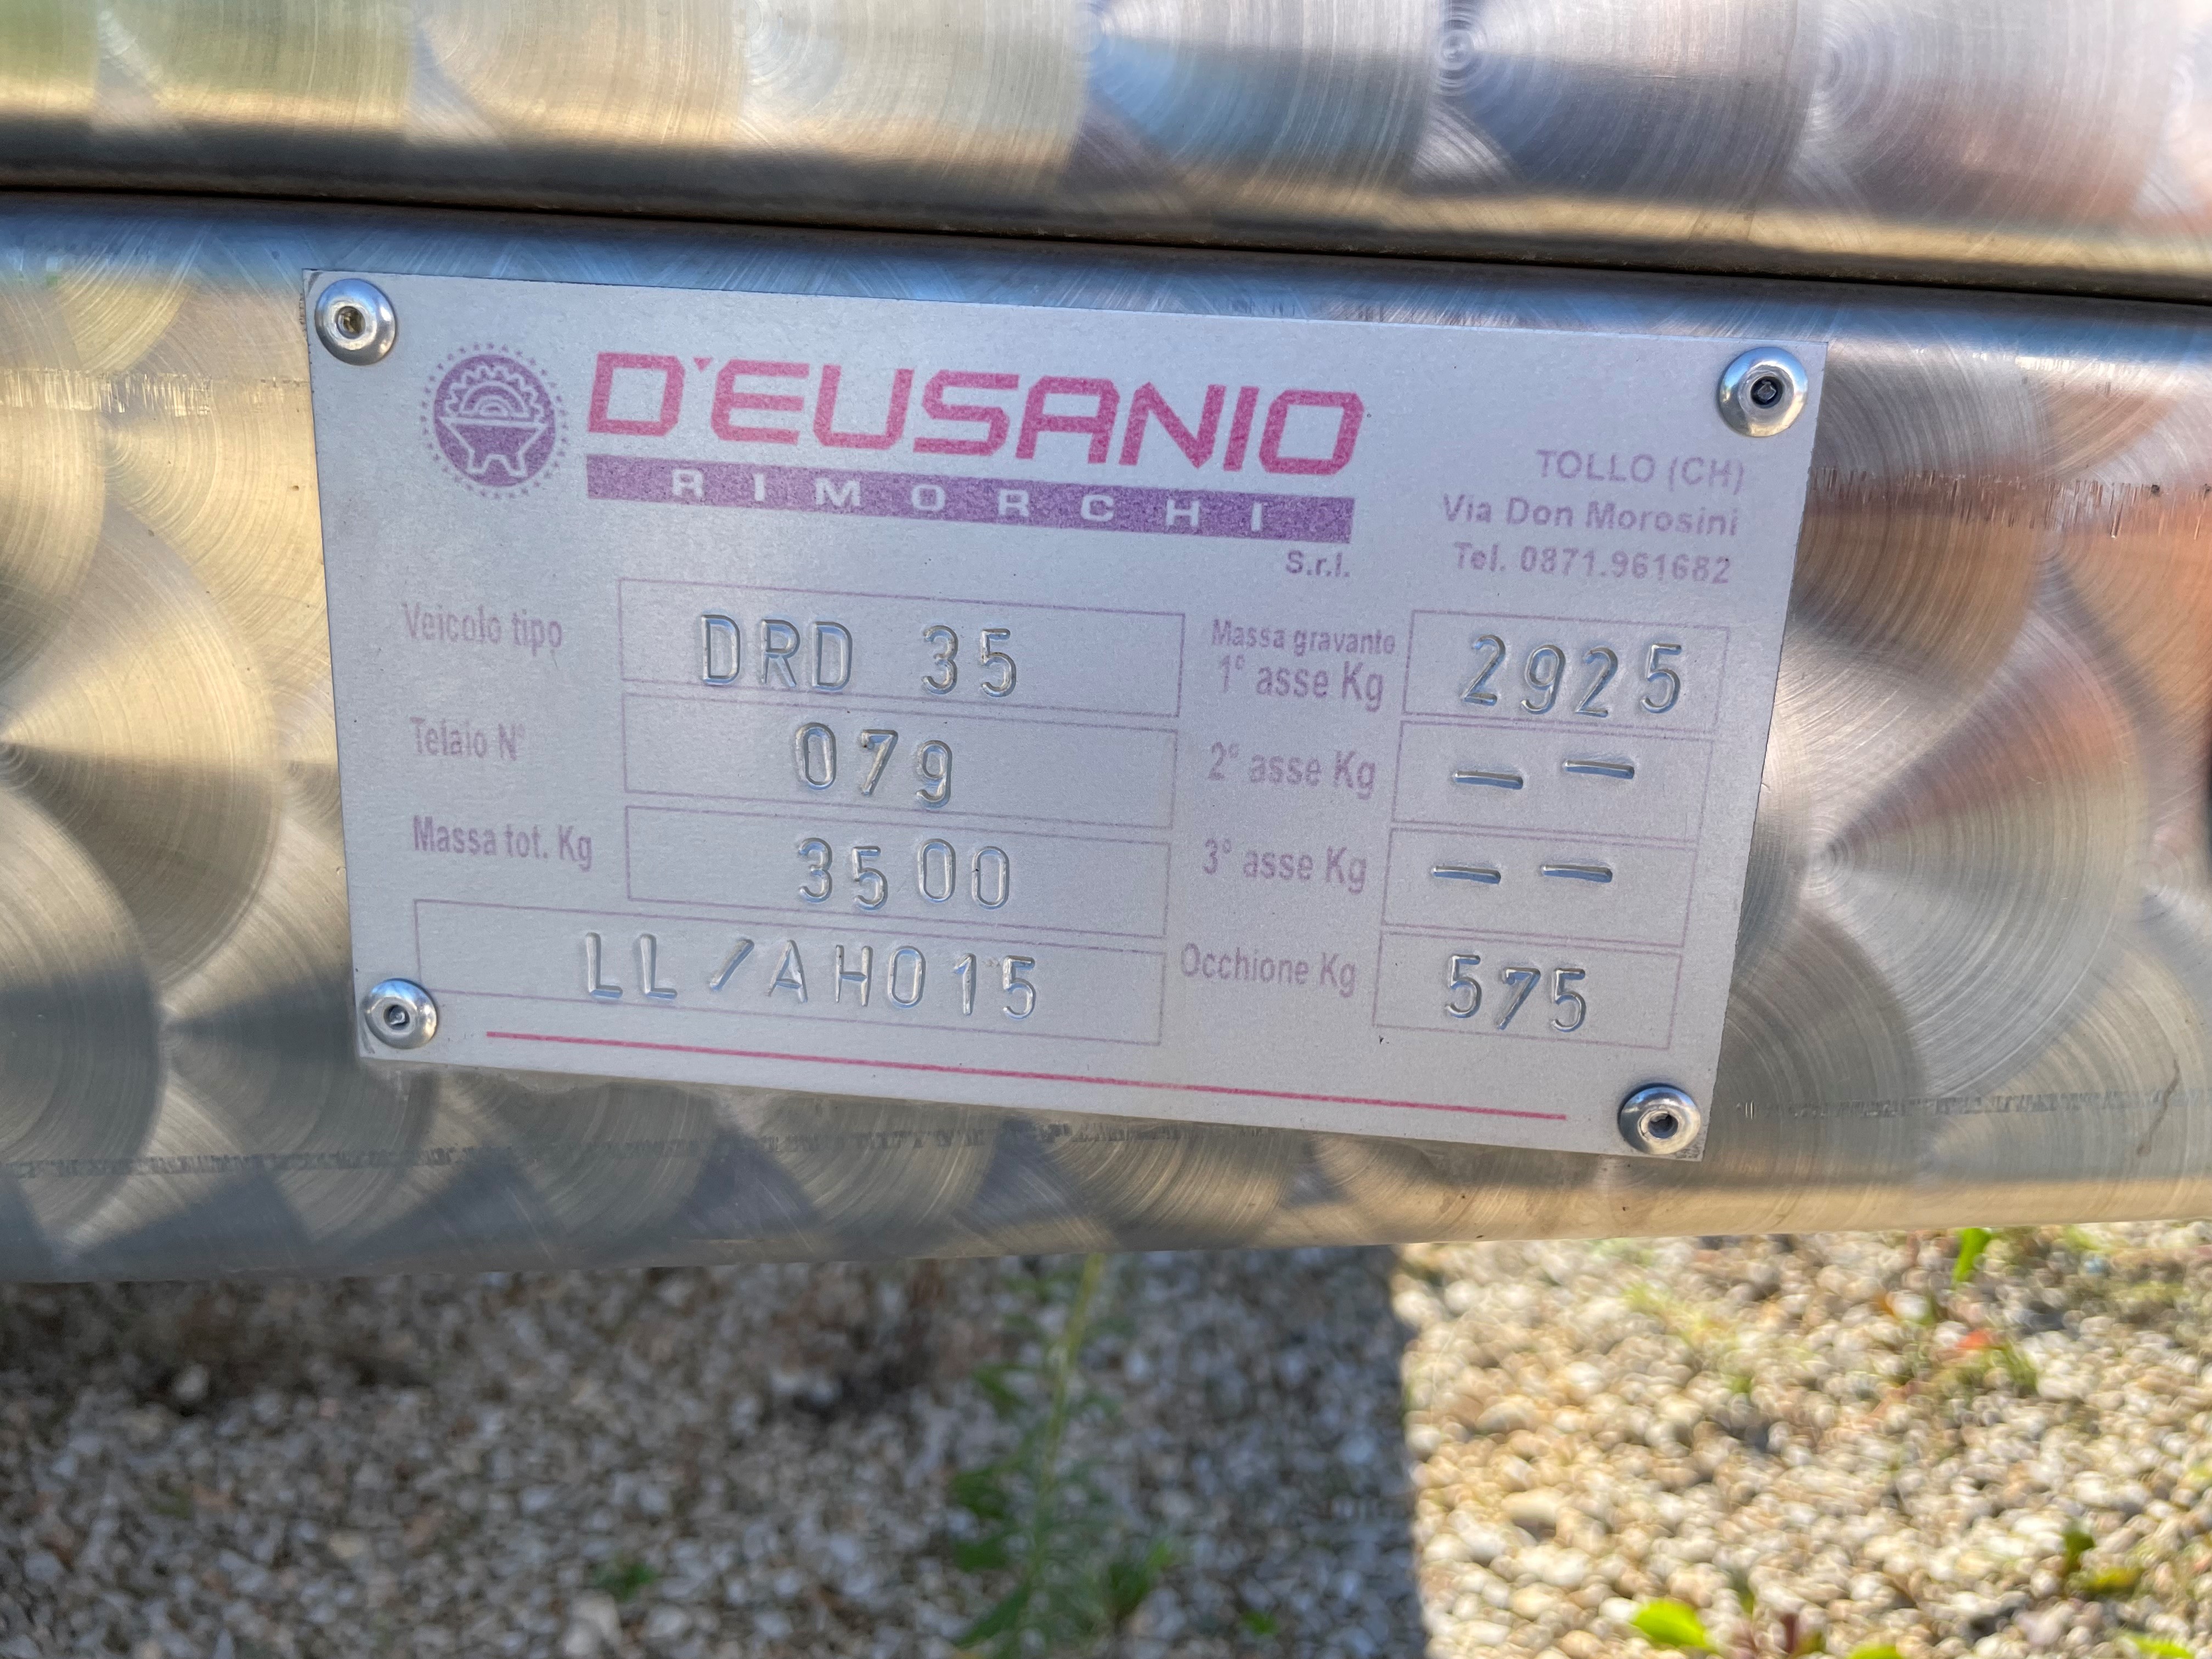 D'EUSANIO
RIMORCHI
S.r.l.
TOLLO (CH)
Via Don Morosini
Tel. 0871.961682
Veicolo tipo DRD 35
Telaio N° 079
Massa tot. Kg 3500
LL/AH015
Massa gravante
1° asse Kg 2925
2° asse Kg - -
3° asse Kg - -
Occhione Kg 575